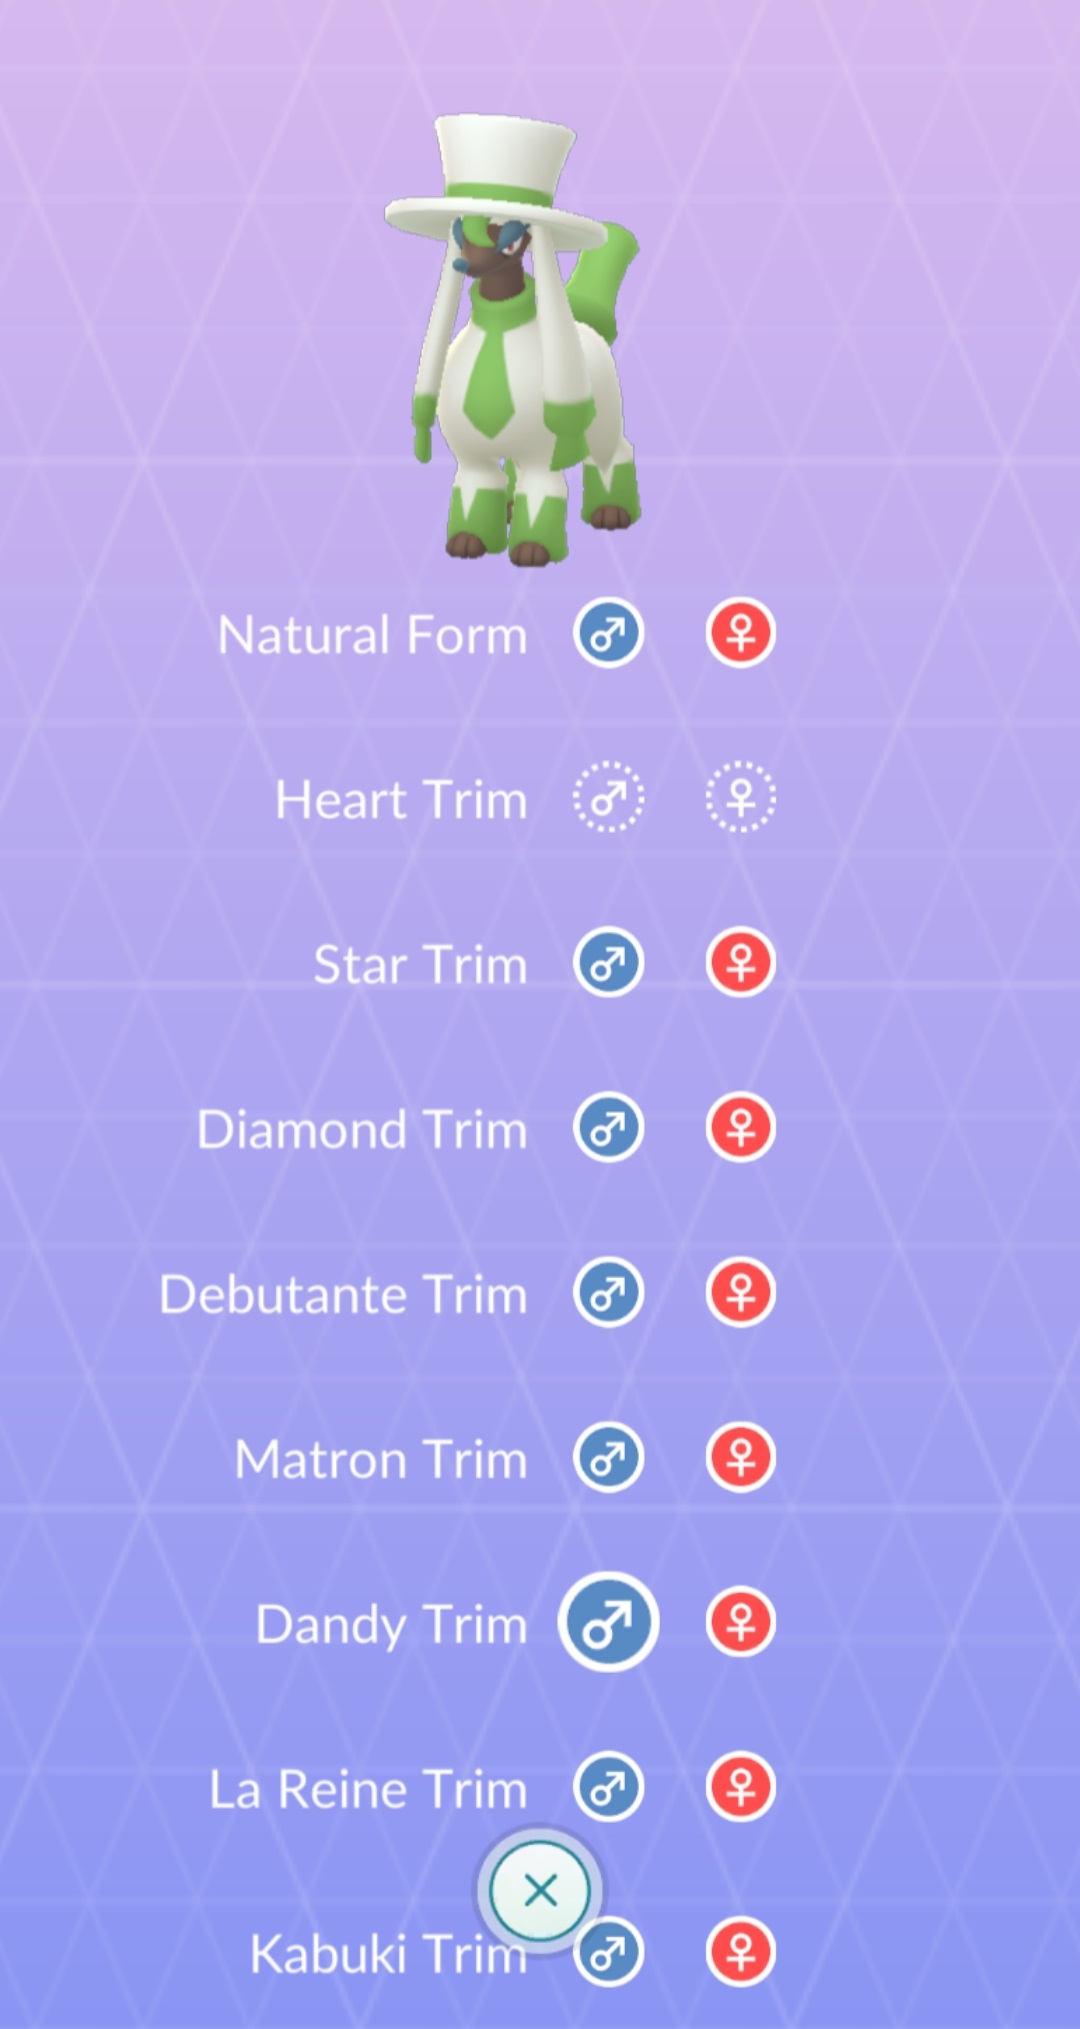 Natural Form ♂ ♀
Heart Trim ♂ ♀
Star Trim ♂ ♀
Diamond Trim ♂ ♀
Debutante Trim ♂ ♀
Matron Trim ♂ ♀
Dandy Trim ♂ ♀
La Reine Trim ♂ ♀
Kabuki Trim ♂ ♀